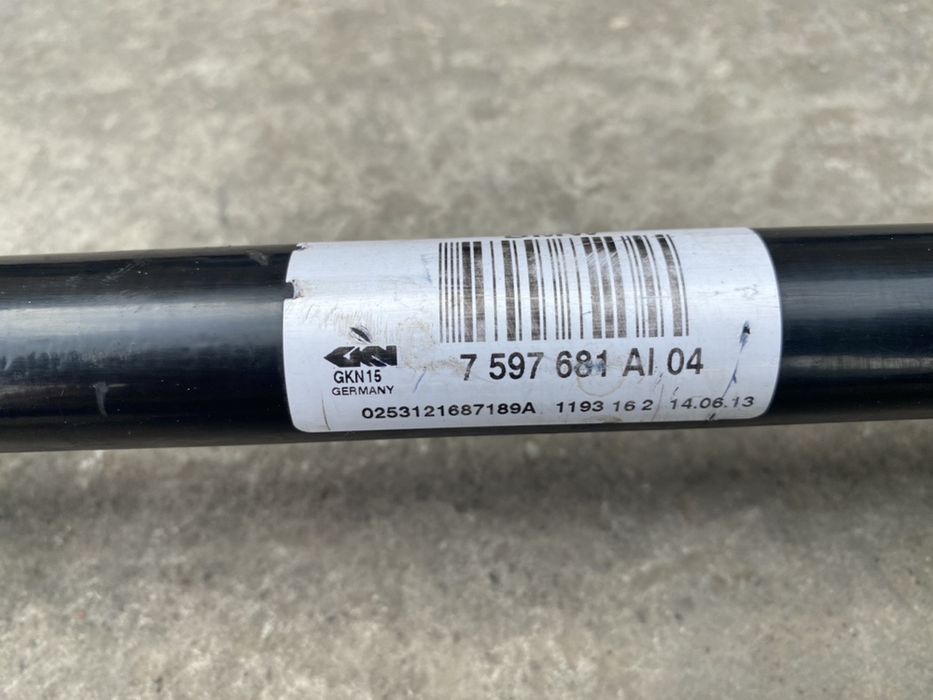 7 597 681 AI 04
GKN
GKN15
GERMANY
0253121687189A 1193 16 2 14.06.13